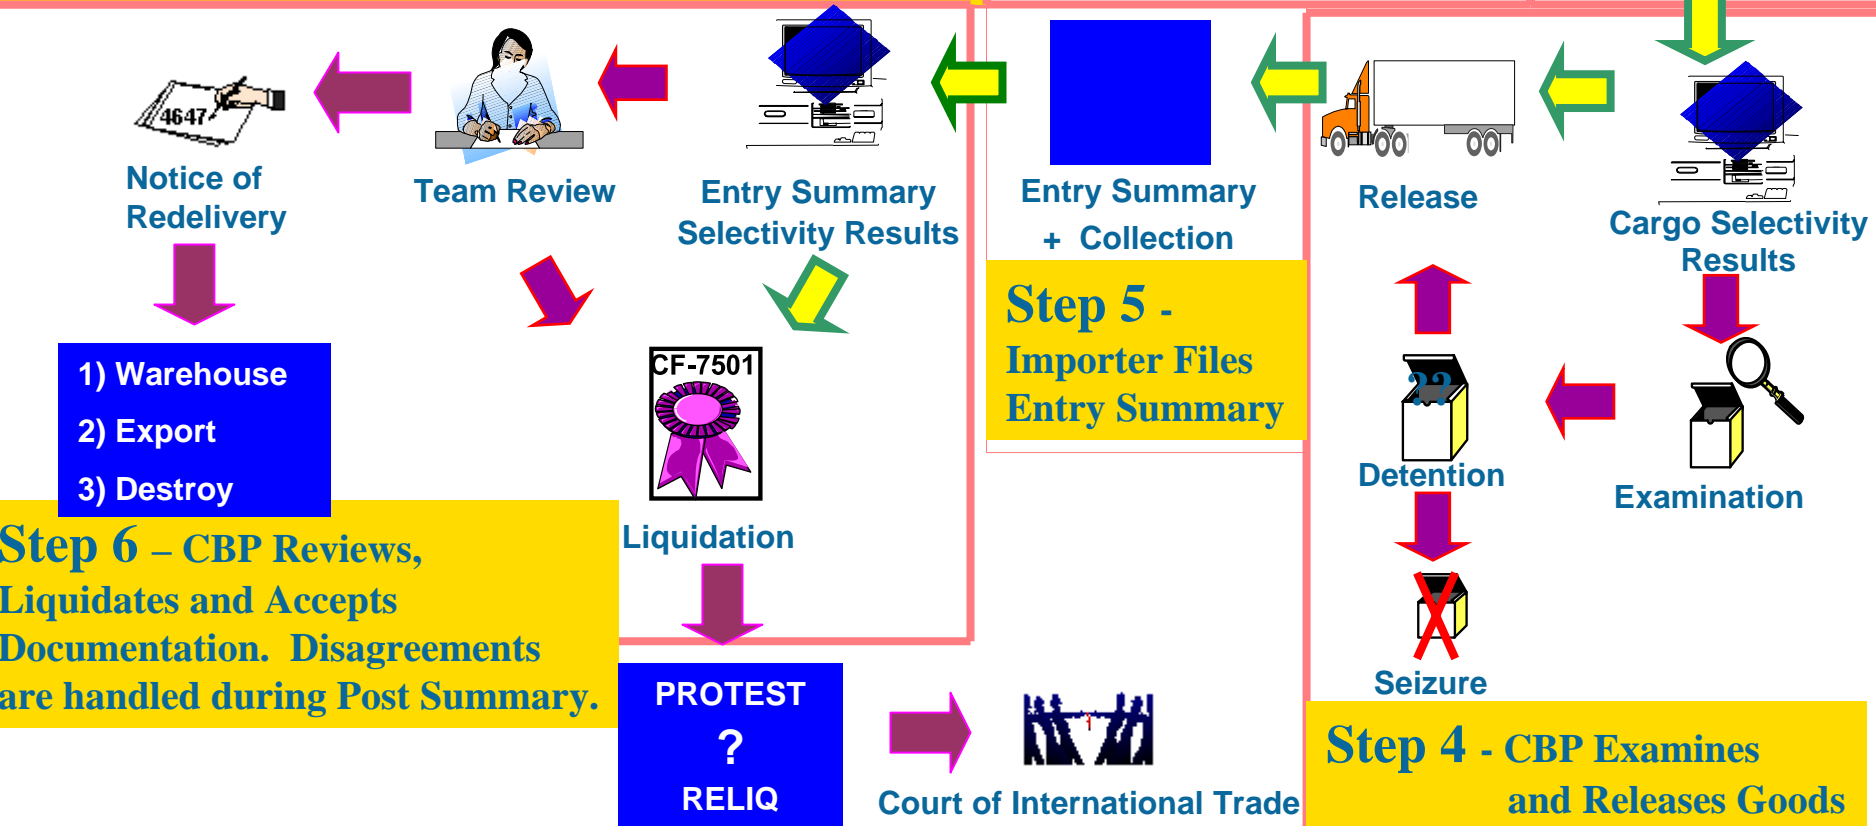 4647
Notice of
Redelivery
Team Review
Entry Summary
Selectivity Results
Entry Summary
+ Collection
Release
Cargo Selectivity
Results
1) Warehouse
2) Export
3) Destroy
CF-7501
Liquidation
Step 5 -
Importer Files
Entry Summary
??
Detention
Examination
Seizure
Step 6 – CBP Reviews,
Liquidates and Accepts
Documentation. Disagreements
are handled during Post Summary.
PROTEST
?
RELIQ
Court of International Trade
Step 4 - CBP Examines
and Releases Goods